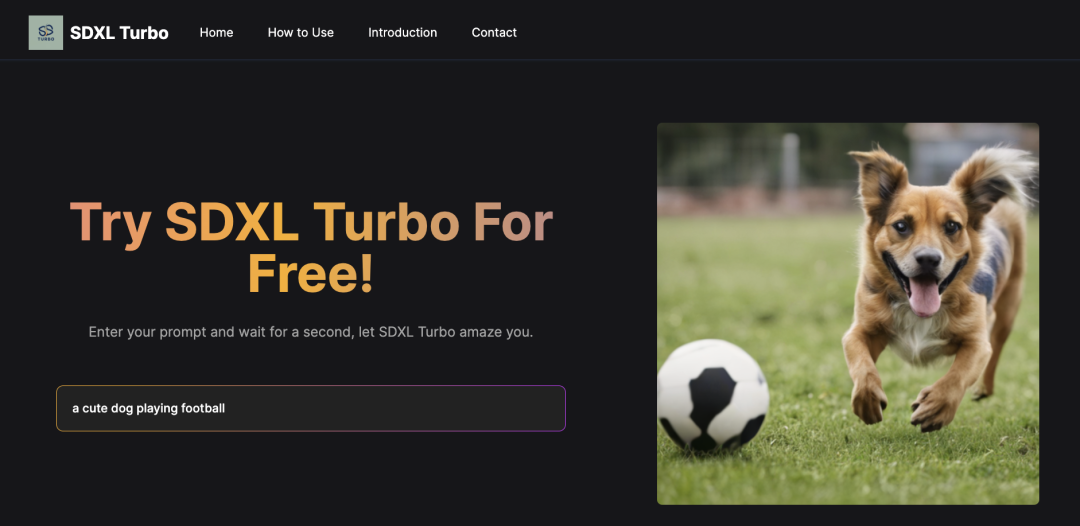 TURBO
SDXL Turbo
Home
How to Use
Introduction
Contact
Try SDXL Turbo For
Free!
Enter your prompt and wait for a second, let SDXL Turbo amaze you.
a cute dog playing football